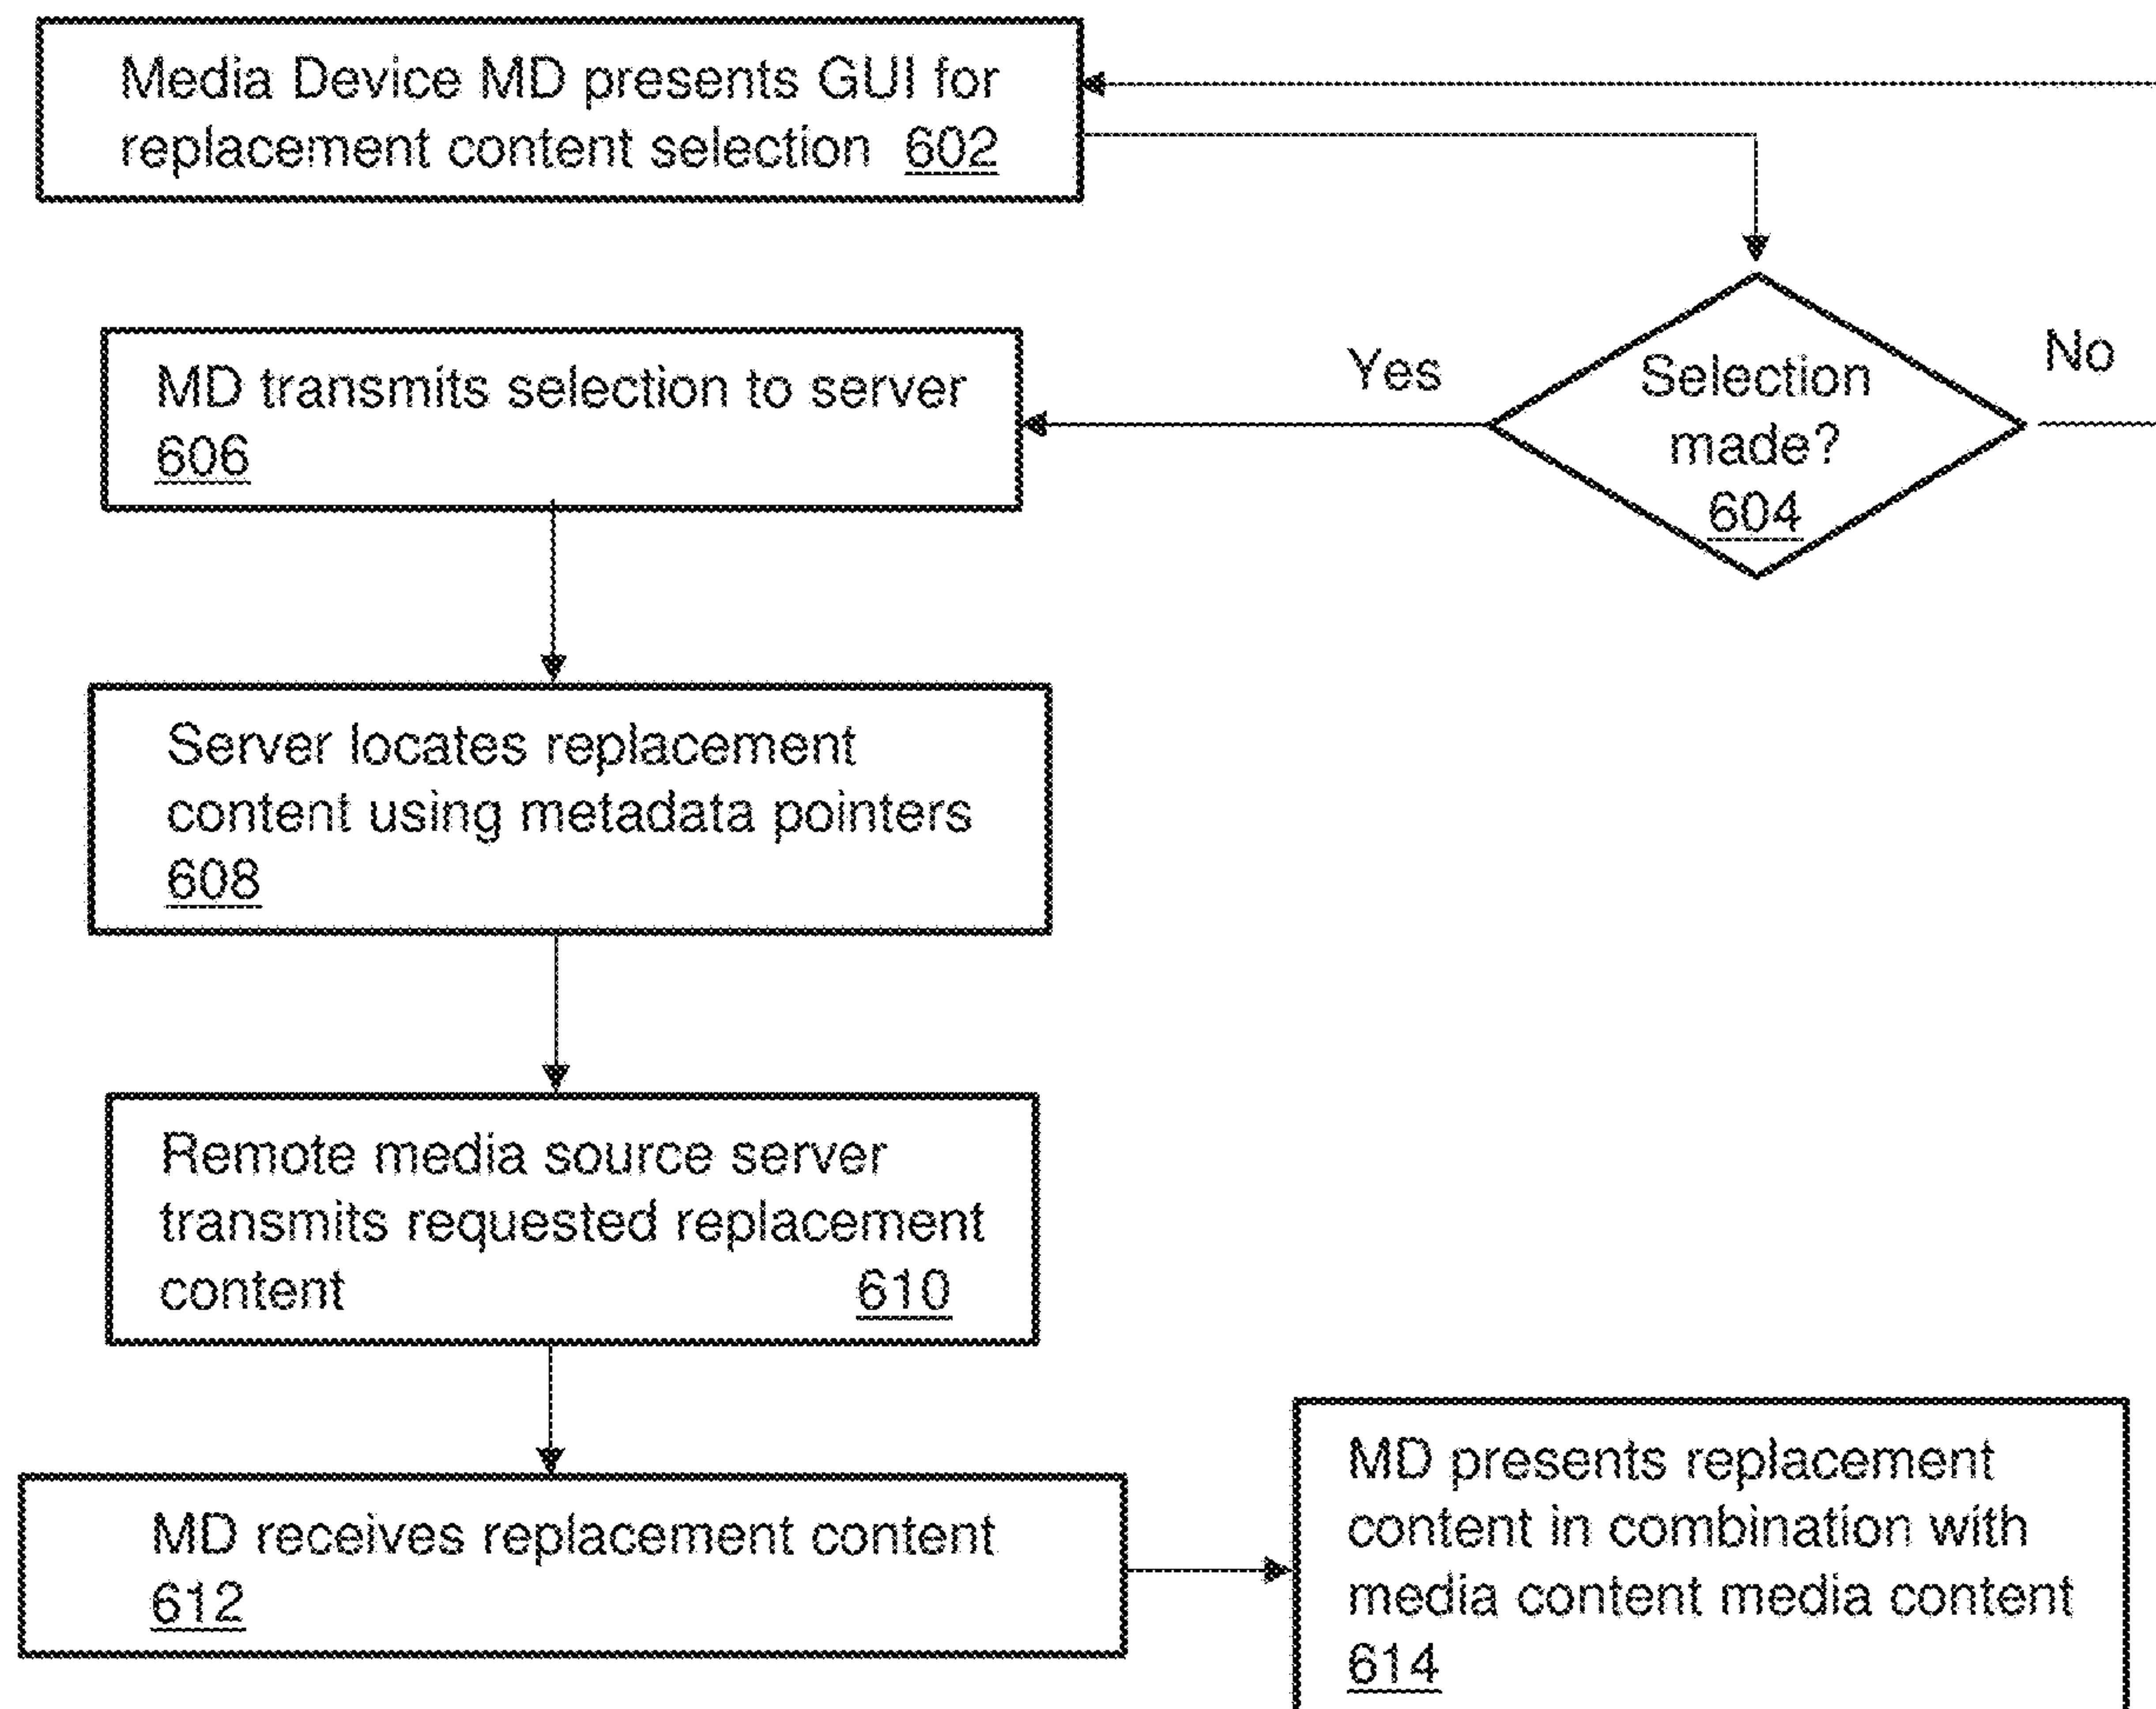 Media Device MD presents GUI for
replacement content selection 602
No
Yes
Selection
made?
604
MD transmits selection to server
606
Server locates replacement
content using metadata pointers
608
Remote media source server
transmits requested replacement
content 610
MD receives replacement content
612
MD presents replacement
content in combination with
media content media content
614